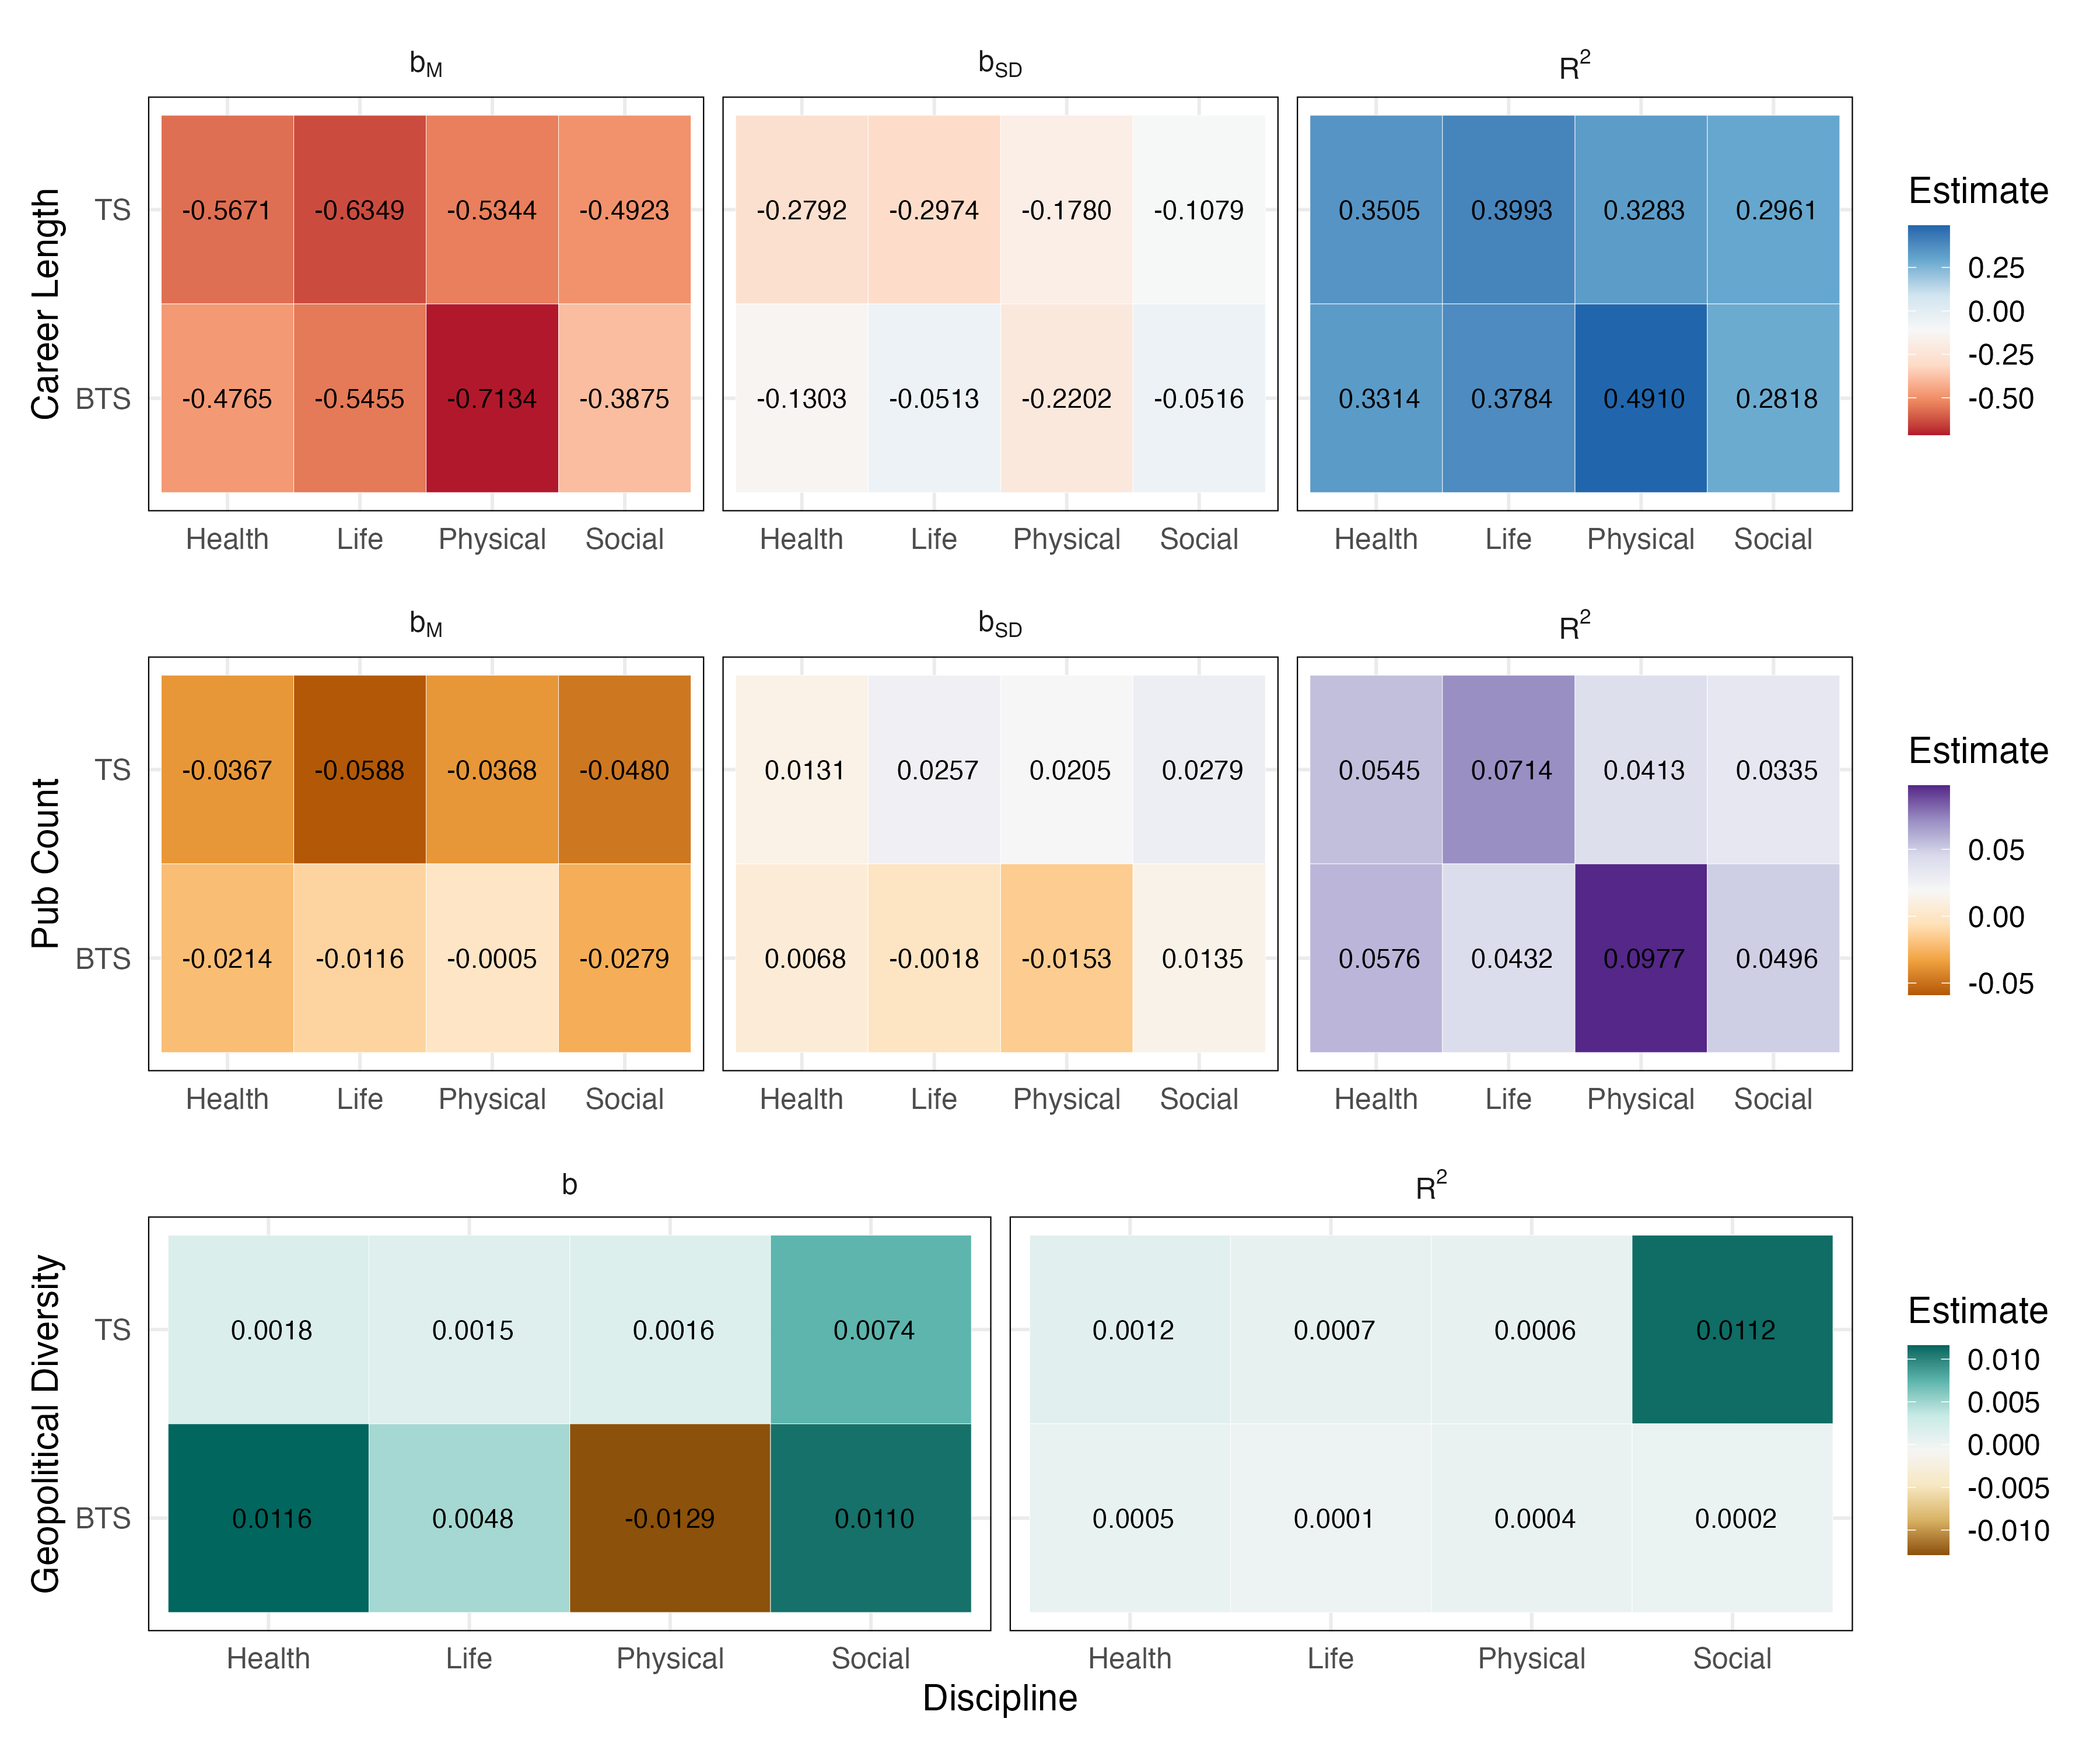 b_M b_SD R²
Career Length
TS -0.5671 -0.6349 -0.5344 -0.4923 -0.2792 -0.2974 -0.1780 -0.1079 0.3505 0.3993 0.3283 0.2961
BTS -0.4765 -0.5455 -0.7134 -0.3875 -0.1303 -0.0513 -0.2202 -0.0516 0.3314 0.3784 0.4910 0.2818
Health Life Physical Social Health Life Physical Social Health Life Physical Social
Estimate
0.25
0.00
-0.25
-0.50
b_M b_SD R²
Pub Count
TS -0.0367 -0.0588 -0.0368 -0.0480 0.0131 0.0257 0.0205 0.0279 0.0545 0.0714 0.0413 0.0335
BTS -0.0214 -0.0116 -0.0005 -0.0279 0.0068 -0.0018 -0.0153 0.0135 0.0576 0.0432 0.0977 0.0496
Health Life Physical Social Health Life Physical Social Health Life Physical Social
Estimate
0.05
0.00
-0.05
b R²
Geopolitical Diversity
TS 0.0018 0.0015 0.0016 0.0074 0.0012 0.0007 0.0006 0.0112
BTS 0.0116 0.0048 -0.0129 0.0110 0.0005 0.0001 0.0004 0.0002
Health Life Physical Social Health Life Physical Social
Discipline
Estimate
0.010
0.005
0.000
-0.005
-0.010